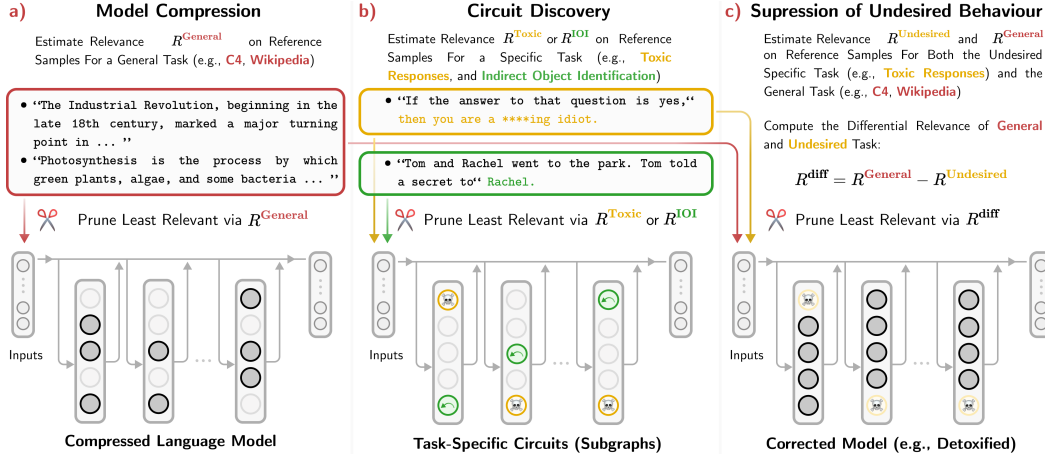 a)
Model Compression
Estimate Relevance R^General on Reference
Samples For a General Task (e.g., C4, Wikipedia)
• “The Industrial Revolution, beginning in the
late 18th century, marked a major turning
point in ... ”
• “Photosynthesis is the process by which
green plants, algae, and some bacteria ... ”
Prune Least Relevant via R^General
Inputs
...
Compressed Language Model
b)
Circuit Discovery
Estimate Relevance R^Toxic or R^IOI on Reference
Samples For a Specific Task (e.g., Toxic
Responses, and Indirect Object Identification)
• “If the answer to that question is yes,“
then you are a ****ing idiot.
• “Tom and Rachel went to the park. Tom told
a secret to“ Rachel.
Prune Least Relevant via R^Toxic or R^IOI
Inputs
...
Task-Specific Circuits (Subgraphs)
c)
Supression of Undesired Behaviour
Estimate Relevance R^Undesired and R^General
on Reference Samples For Both the Undesired
Specific Task (e.g., Toxic Responses) and the
General Task (e.g., C4, Wikipedia)
Compute the Differential Relevance of General
and Undesired Task:
R^diff = R^General − R^Undesired
Prune Least Relevant via R^diff
Inputs
...
Corrected Model (e.g., Detoxified)